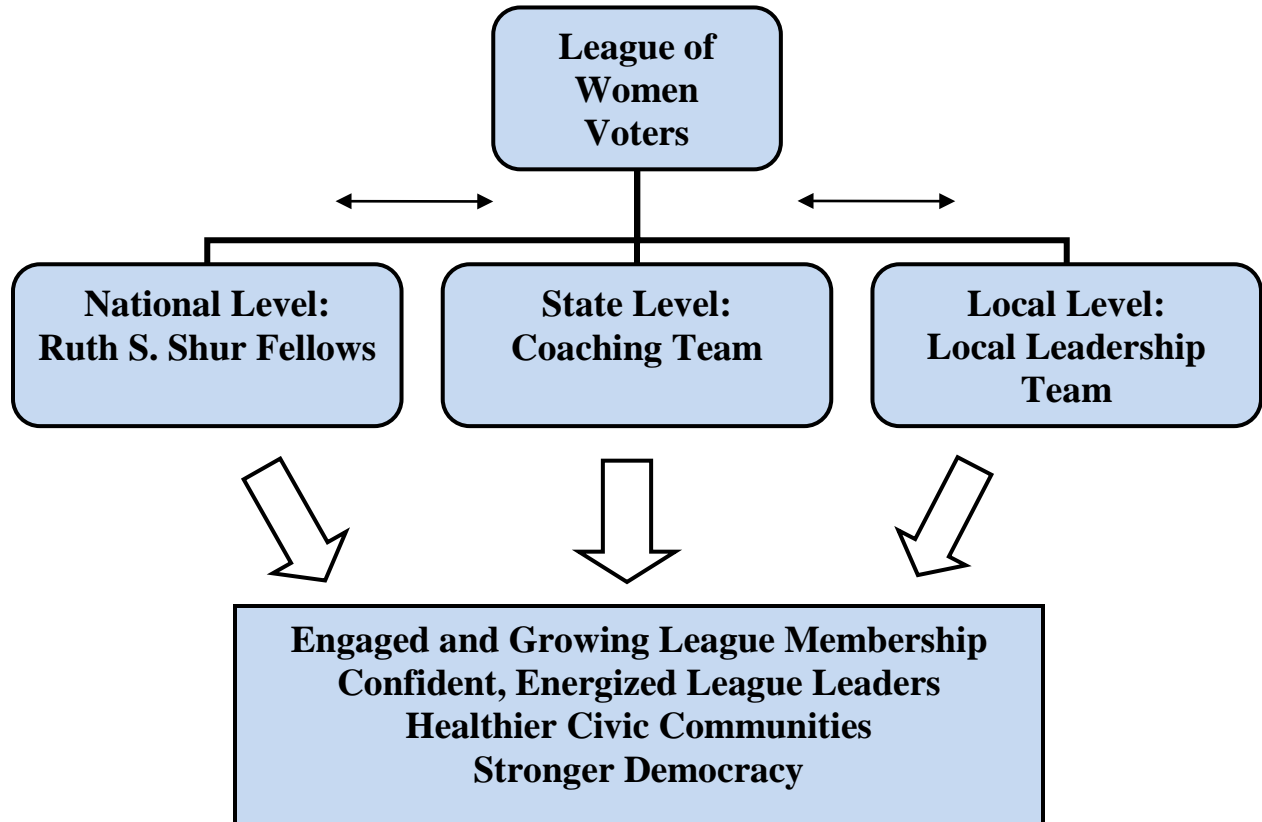 League of
Women
Voters
National Level:
Ruth S. Shur Fellows
State Level:
Coaching Team
Local Level:
Local Leadership
Team
Engaged and Growing League Membership
Confident, Energized League Leaders
Healthier Civic Communities
Stronger Democracy